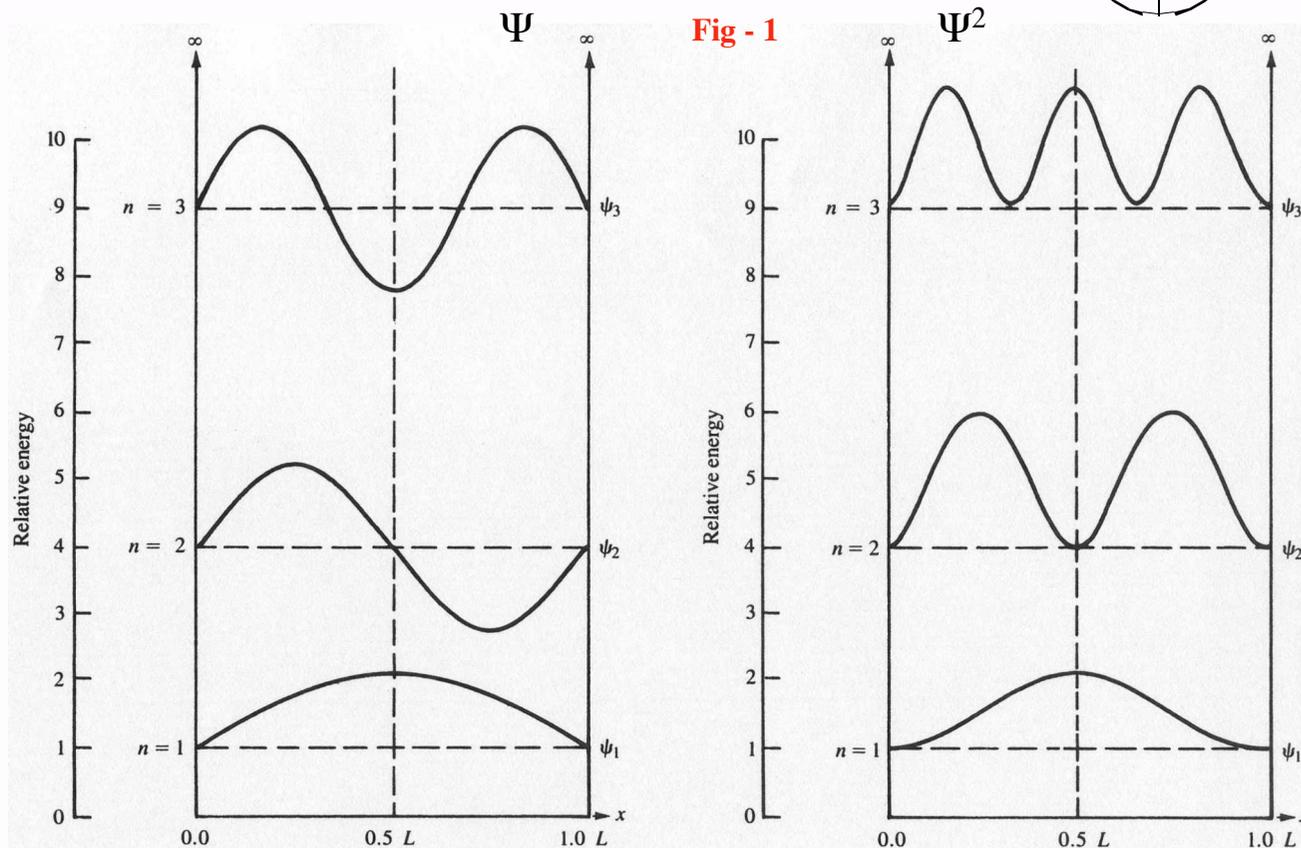 Ψ
Fig - 1
Ψ²
∞
∞
∞
∞
Relative energy
10
9
8
7
6
5
4
3
2
1
0
n = 3
ψ₃
n = 2
ψ₂
n = 1
ψ₁
0.0
0.5 L
1.0 L
x
Relative energy
10
9
8
7
6
5
4
3
2
1
0
n = 3
ψ₃
n = 2
ψ₂
n = 1
ψ₁
0.0
0.5 L
1.0 L